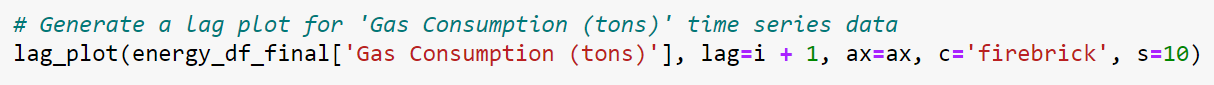 # Generate a lag plot for 'Gas Consumption (tons)' time series data
lag_plot(energy_df_final['Gas Consumption (tons)'], lag=i + 1, ax=ax, c='firebrick', s=10)